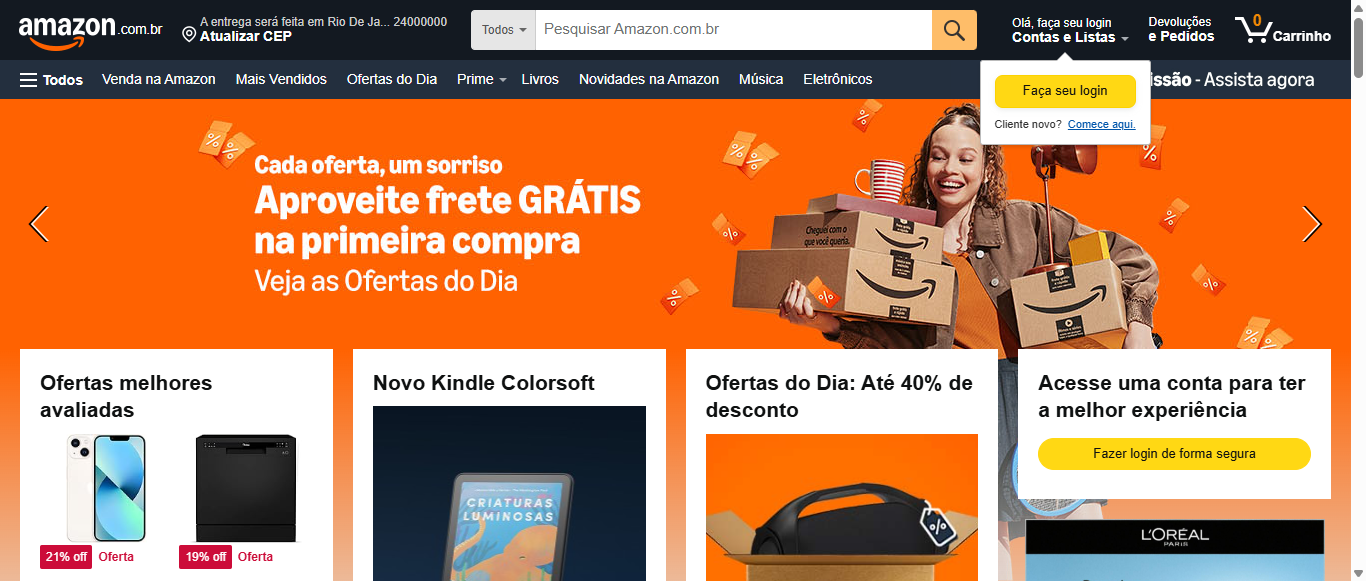 amazon.com.br
A entrega será feita em Rio De Ja... 24000000
Atualizar CEP
Todos
Pesquisar Amazon.com.br
Olá, faça seu login
Contas e Listas
Devoluções
e Pedidos
0
Carrinho
Todos
Venda na Amazon
Mais Vendidos
Ofertas do Dia
Prime
Livros
Novidades na Amazon
Música
Eletrônicos
issão - Assista agora
Faça seu login
Cliente novo? Comece aqui.
Cada oferta, um sorriso
Aproveite frete GRÁTIS
na primeira compra
Veja as Ofertas do Dia
Cheguei com o
que você queria.
Ofertas melhores
avaliadas
21% off
Oferta
19% off
Oferta
Novo Kindle Colorsoft
CRIATURAS
LUMINOSAS
Ofertas do Dia: Até 40% de
desconto
Acesse uma conta para ter
a melhor experiência
Fazer login de forma segura
L'ORÉAL
PARIS